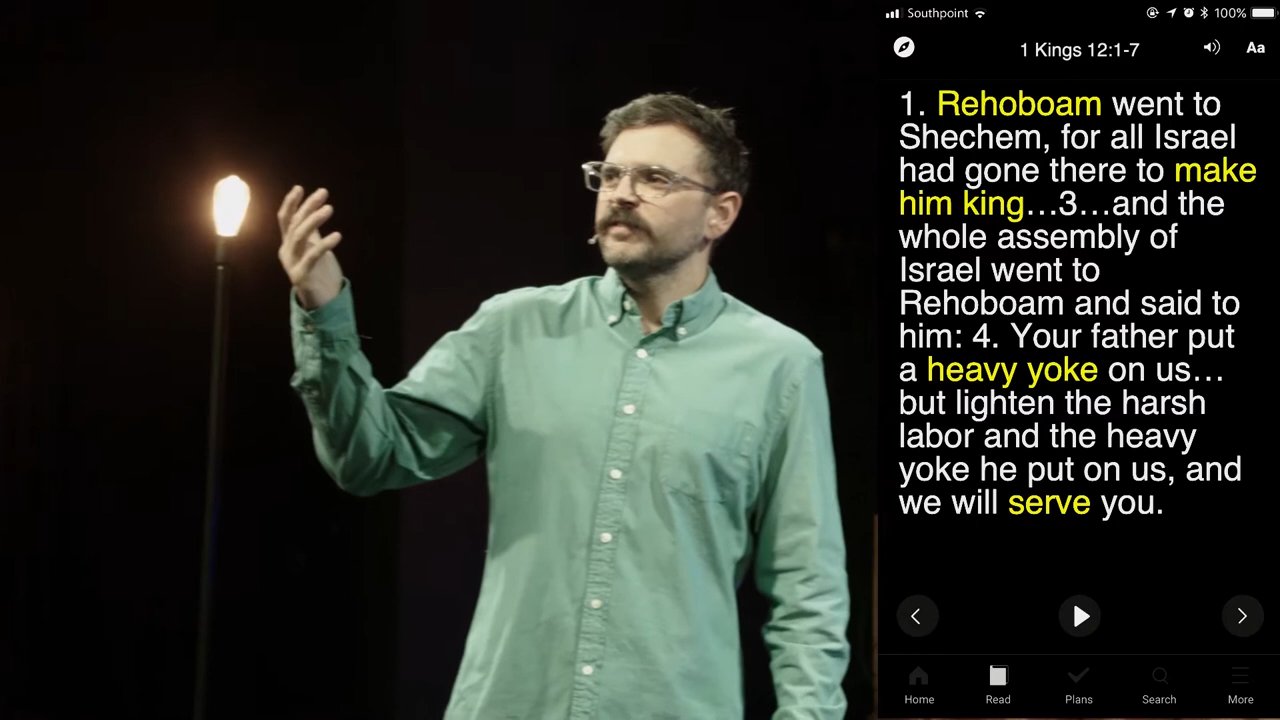 Southpoint 100%
1 Kings 12:1-7 Aa
1. Rehoboam went to
Shechem, for all Israel
had gone there to make
him king...3...and the
whole assembly of
Israel went to
Rehoboam and said to
him: 4. Your father put
a heavy yoke on us...
but lighten the harsh
labor and the heavy
yoke he put on us, and
we will serve you.
Home Read Plans Search More